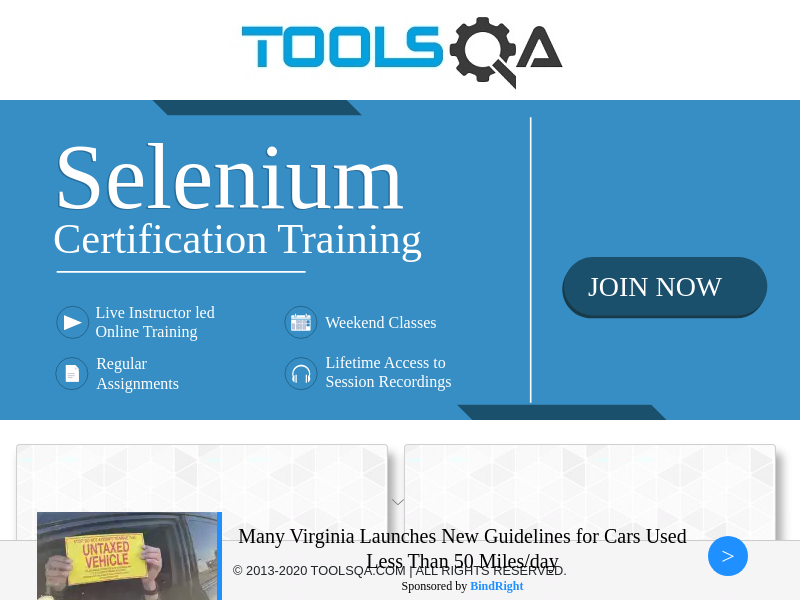 TOOLSQA
Selenium
Certification Training
JOIN NOW
Live Instructor led
Online Training
Weekend Classes
Regular
Assignments
Lifetime Access to
Session Recordings
UNTAXED
VEHICLE
Many Virginia Launches New Guidelines for Cars Used
Less Than 50 Miles/day
© 2013-2020 TOOLSQA.COM | ALL RIGHTS RESERVED.
Sponsored by BindRight
>